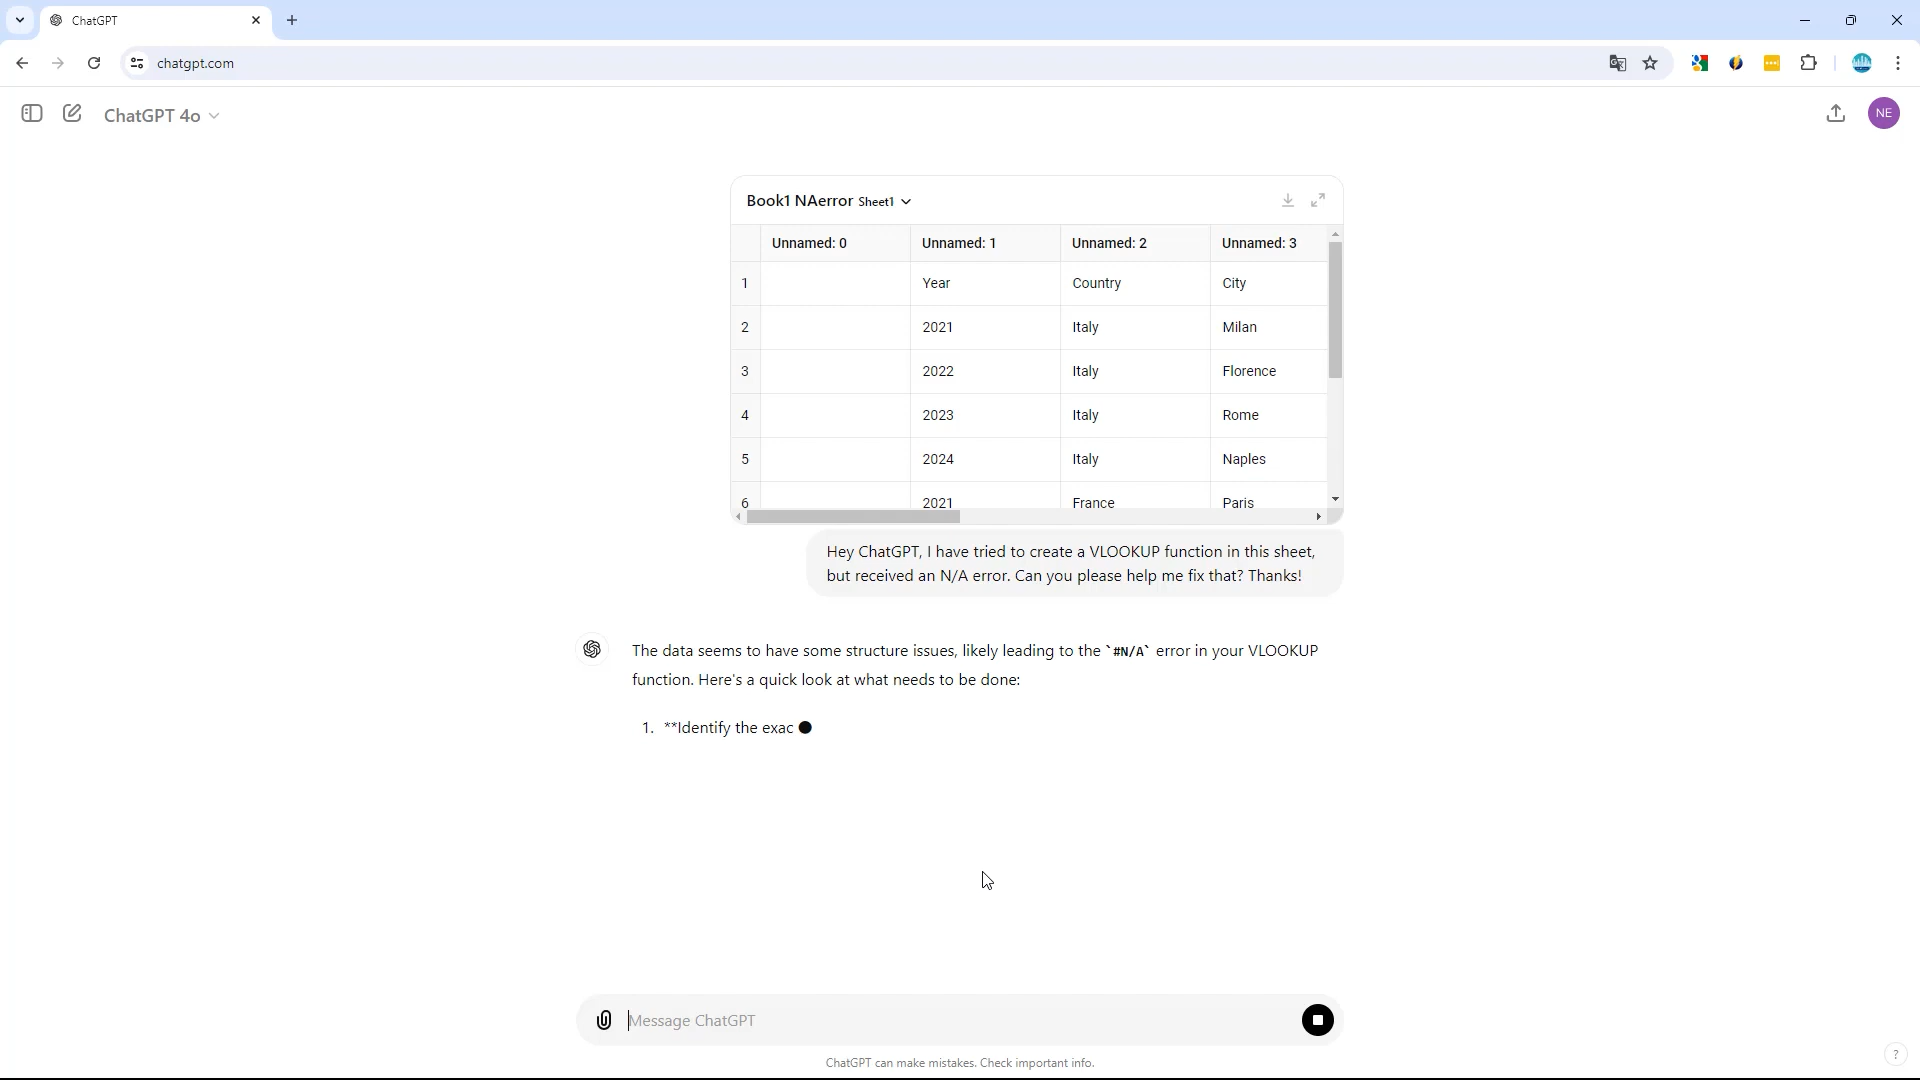 ChatGPT
chatgpt.com
ChatGPT 4o
NE
Book1 NAerror Sheet1
Unnamed: 0 Unnamed: 1 Unnamed: 2 Unnamed: 3
1 Year Country City
2 2021 Italy Milan
3 2022 Italy Florence
4 2023 Italy Rome
5 2024 Italy Naples
6 2021 France Paris
Hey ChatGPT, I have tried to create a VLOOKUP function in this sheet,
but received an N/A error. Can you please help me fix that? Thanks!
The data seems to have some structure issues, likely leading to the `#N/A` error in your VLOOKUP
function. Here's a quick look at what needs to be done:
1. **Identify the exac
Message ChatGPT
ChatGPT can make mistakes. Check important info.
?